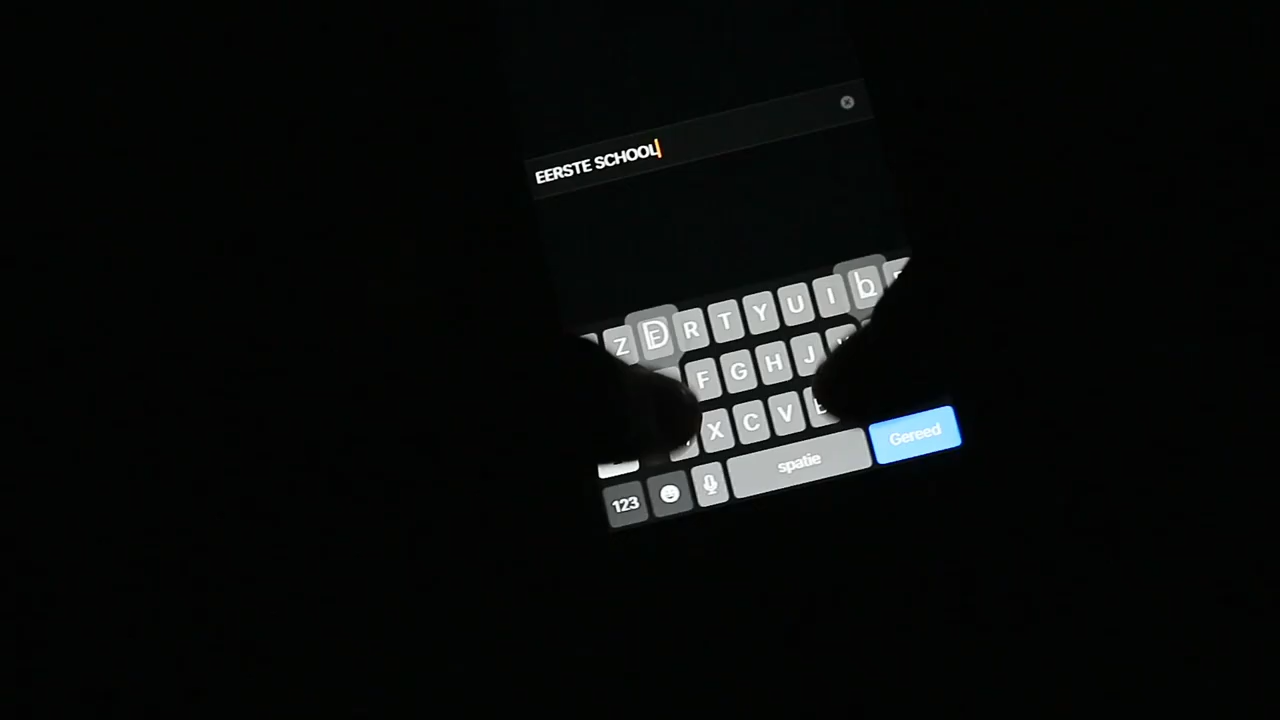 EERSTE SCHOOL
Z E D R T Y U I L
F G H J
X C V
123 spatie Gereed